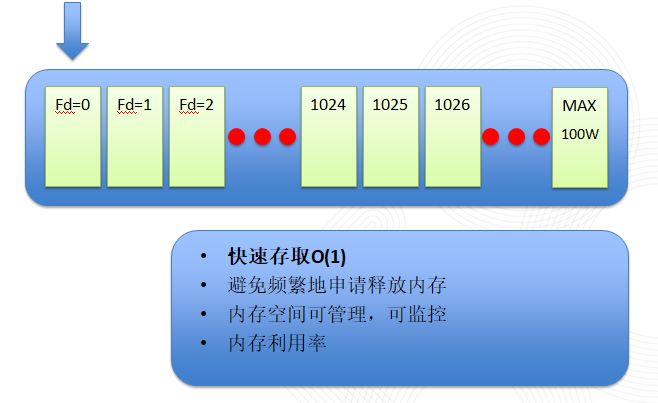 Fd=0 Fd=1 Fd=2 1024 1025 1026 MAX
100W
• 快速存取O(1)
• 避免频繁地申请释放内存
• 内存空间可管理，可监控
• 内存利用率